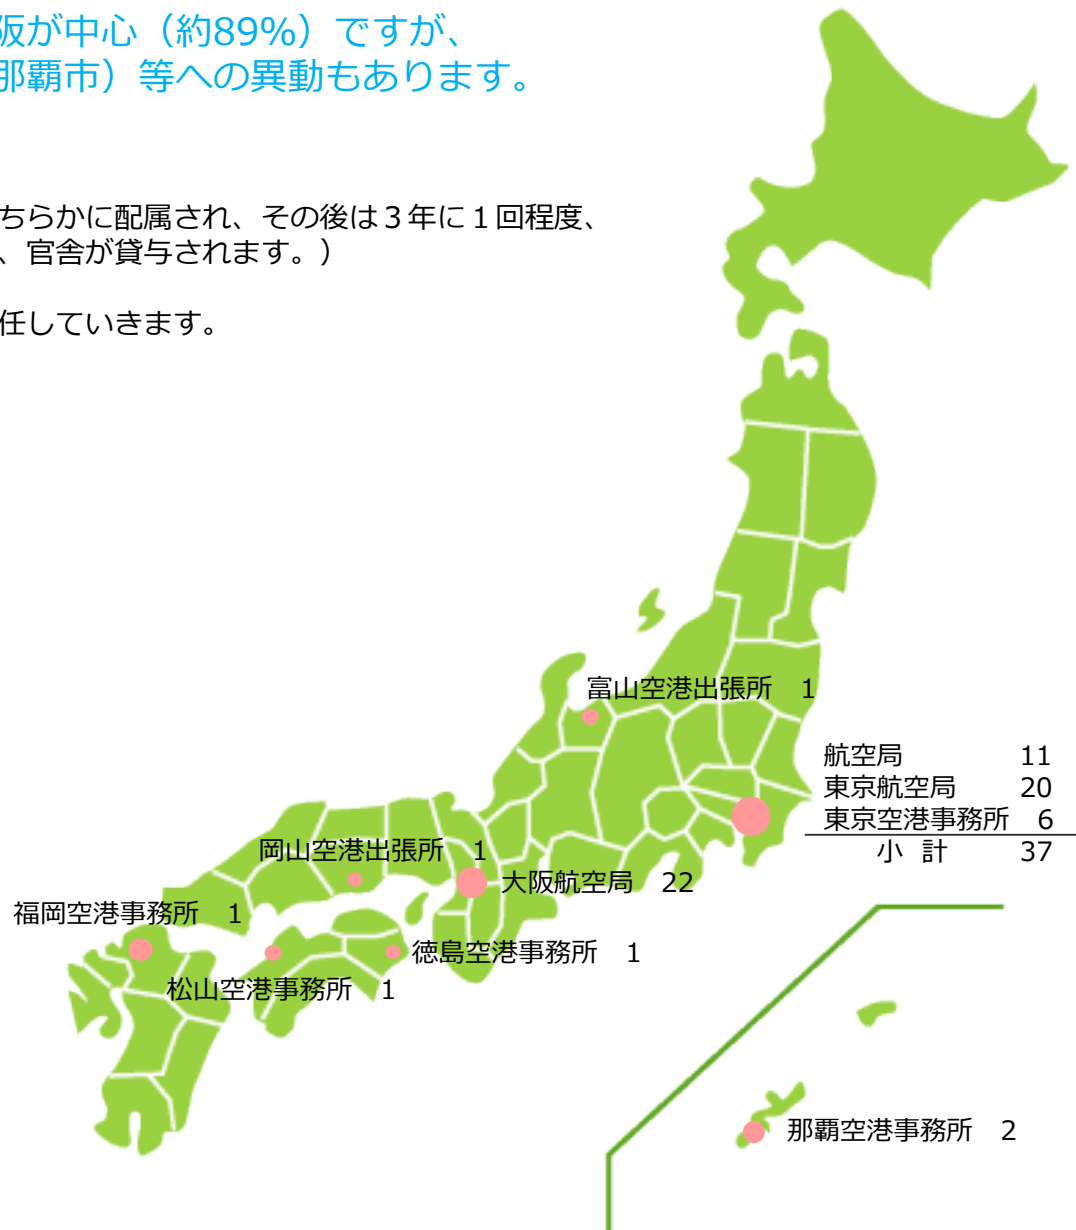 阪が中心（約89%）ですが、
那覇市）等への異動もあります。
ちらかに配属され、その後は３年に１回程度、
、官舎が貸与されます。）
任していきます。
富山空港出張所　1
航空局　11
東京航空局　20
東京空港事務所　6
小 計　37
岡山空港出張所　1
大阪航空局　22
福岡空港事務所　1
徳島空港事務所　1
松山空港事務所　1
那覇空港事務所　2